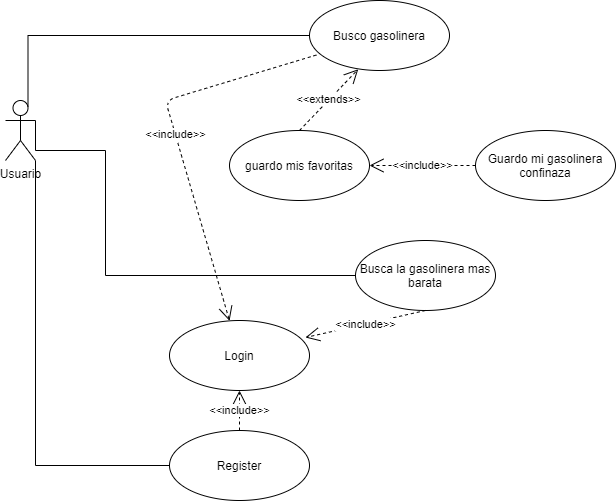 Busco gasolinera
<<extends>>
<<include>>
guardo mis favoritas
<<include>>
Guardo mi gasolinera
confinaza
Usuario
Busca la gasolinera mas
barata
<<include>>
Login
<<include>>
Register